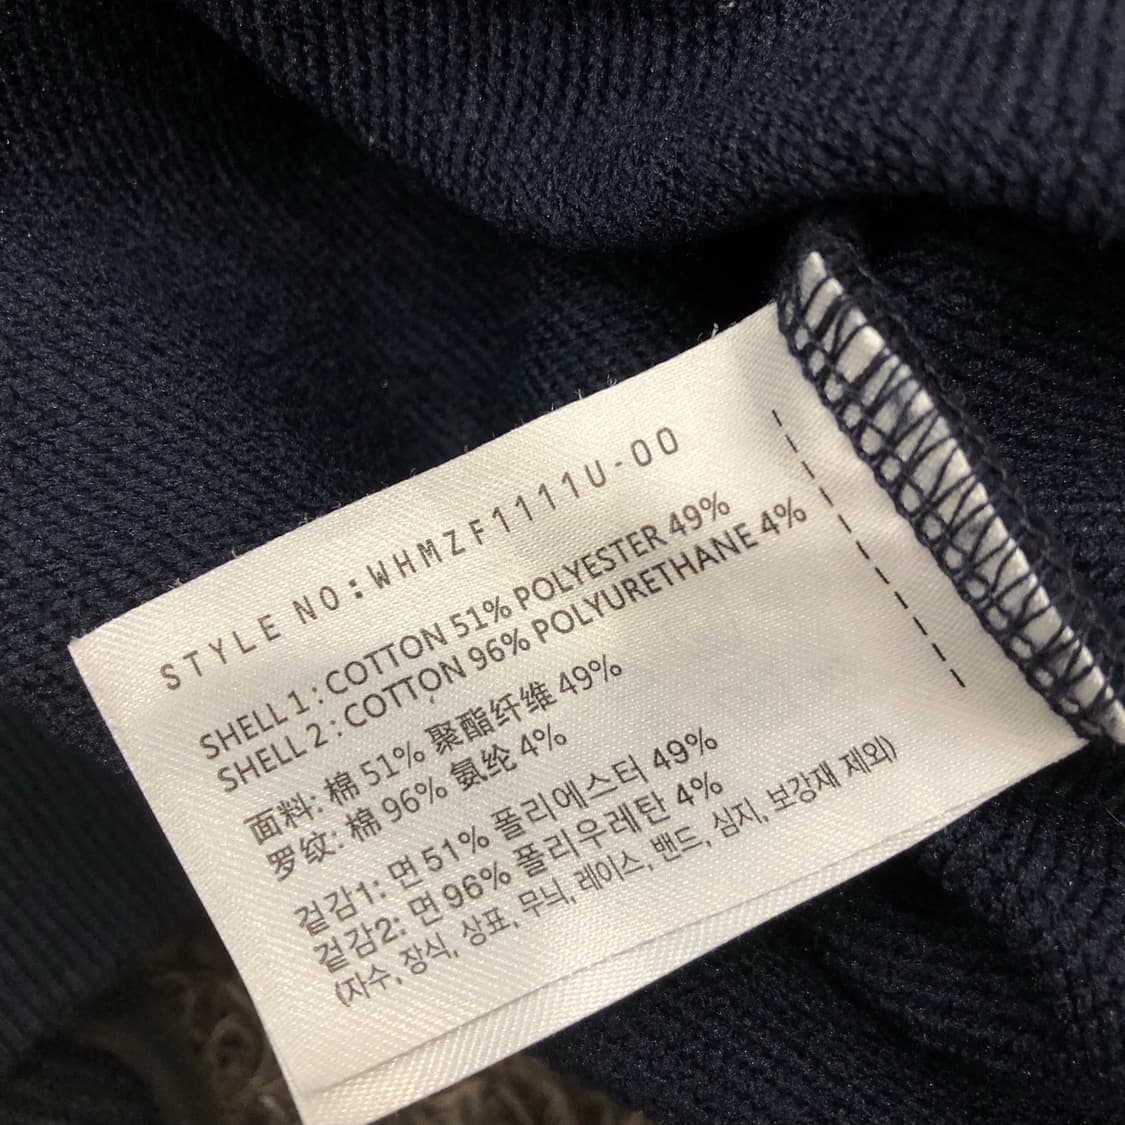 STYLE NO:WHMZF1111U-00
SHELL 1 : COTTON 51% POLYESTER 49%
SHELL 2 : COTTON 96% POLYURETHANE 4%
面料: 棉 51% 聚酯纤维 49%
罗纹: 棉 96% 氨纶 4%
겉감1: 면 51% 폴리에스터 49%
겉감2: 면 96% 폴리우레탄 4%
(자수, 장식, 상표, 무늬, 레이스, 밴드, 심지, 보강재 제외)